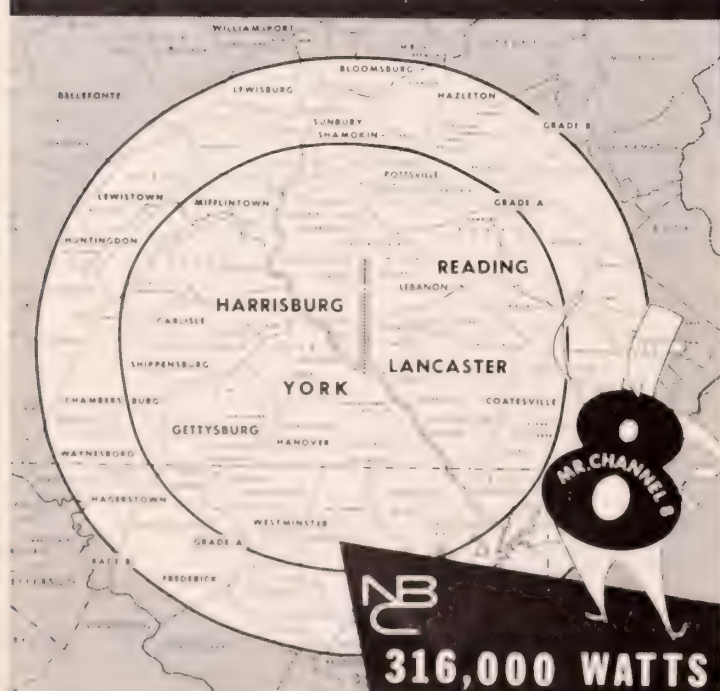 WILLIAMSPORT
BLOOMSBURG
BELLEFONTE
LEWISBURG
HAZLETON
SUNBURY
SHAMOKIN
GRADE B
POTTSVILLE
LEWISTOWN
MIFFLINTOWN
GRADE A
HUNTINGDON
READING
LEBANON
HARRISBURG
CARLISLE
SHIPPENSBURG
LANCASTER
YORK
CHAMBERSBURG
COATESVILLE
GETTYSBURG
HANOVER
WAYNESBORO
MR. CHANNEL 8
8
HAGERSTOWN
WESTMINSTER
GRADE A
FREDERICK
NBC
316,000 WATTS